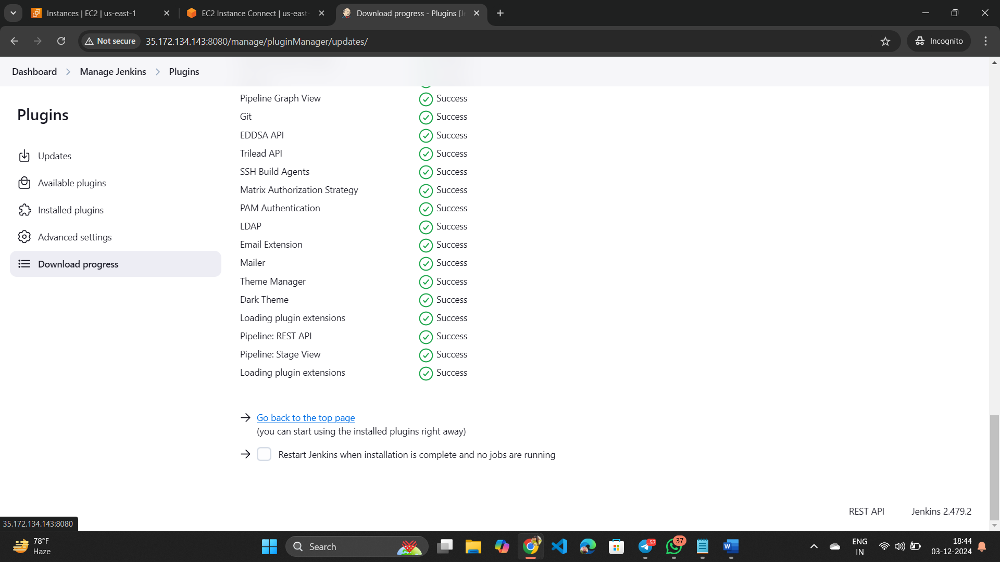 Instances | EC2 | us-east-1
EC2 Instance Connect | us-east-
Download progress - Plugins [Je
Not secure
35.172.134.143:8080/manage/pluginManager/updates/
Incognito
Dashboard
Manage Jenkins
Plugins
Plugins
Updates
Available plugins
Installed plugins
Advanced settings
Download progress
Pipeline Graph View Success
Git Success
EDDSA API Success
Trilead API Success
SSH Build Agents Success
Matrix Authorization Strategy Success
PAM Authentication Success
LDAP Success
Email Extension Success
Mailer Success
Theme Manager Success
Dark Theme Success
Loading plugin extensions Success
Pipeline: REST API Success
Pipeline: Stage View Success
Loading plugin extensions Success
Go back to the top page
(you can start using the installed plugins right away)
Restart Jenkins when installation is complete and no jobs are running
REST API Jenkins 2.479.2
35.172.134.143:8080
78°F
Haze
Search
.57
37
W
ENG
IN
18:44
03-12-2024